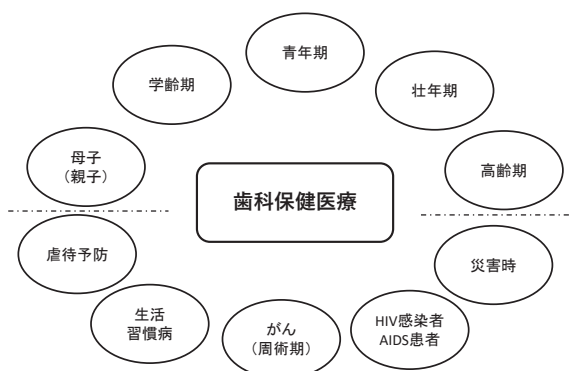 青年期
学齢期
壮年期
母子
（親子）
高齢期
歯科保健医療
虐待予防
災害時
生活
習慣病
がん
（周術期）
HIV感染者
AIDS患者